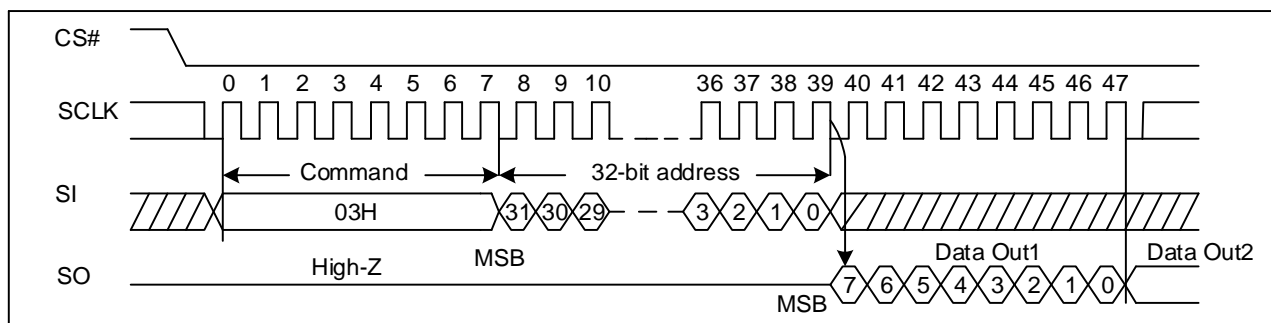 CS#
0 1 2 3 4 5 6 7 8 9 10 36 37 38 39 40 41 42 43 44 45 46 47
SCLK
Command 32-bit address
SI 03H 31 30 29 3 2 1 0
High-Z MSB Data Out1 Data Out2
SO MSB 7 6 5 4 3 2 1 0